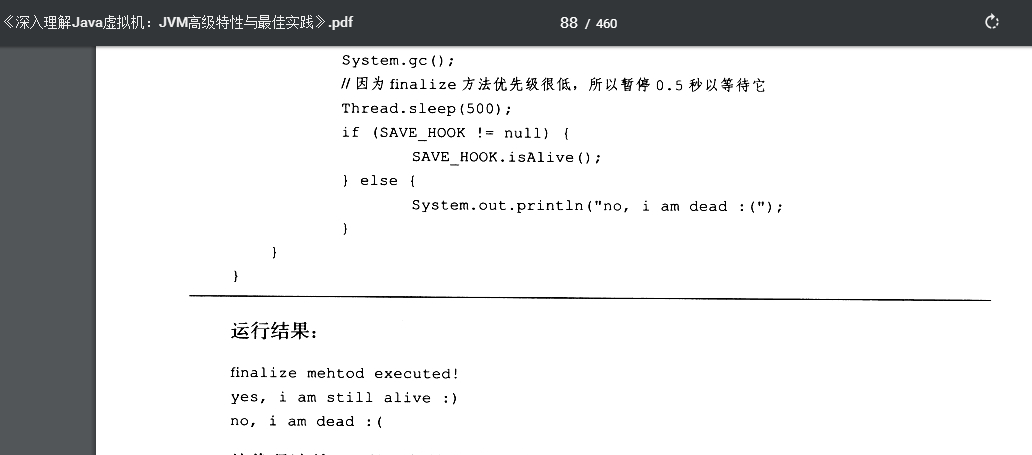 《深入理解Java虚拟机：JVM高级特性与最佳实践》.pdf
88 / 460
System.gc();
// 因为 finalize 方法优先级很低，所以暂停 0.5 秒以等待它
Thread.sleep(500);
if (SAVE_HOOK != null) {
SAVE_HOOK.isAlive();
} else {
System.out.println("no, i am dead :(");
}
}
}
运行结果：
finalize mehtod executed!
yes, i am still alive :)
no, i am dead :(